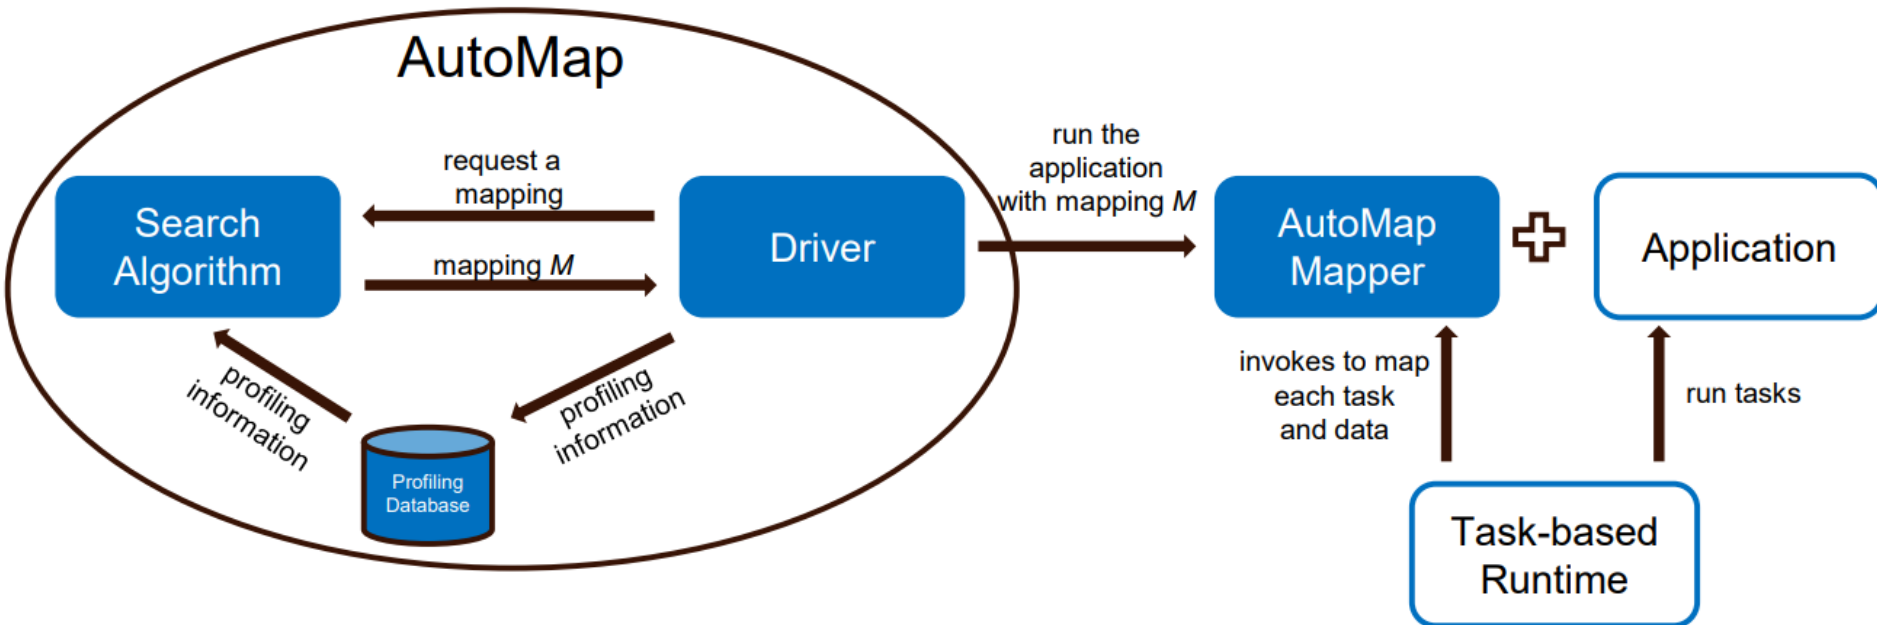 AutoMap
request a
mapping
Search
Algorithm
mapping M
Driver
profiling
information
profiling
information
Profiling
Database
run the
application
with mapping M
AutoMap
Mapper
Application
invokes to map
each task
and data
run tasks
Task-based
Runtime